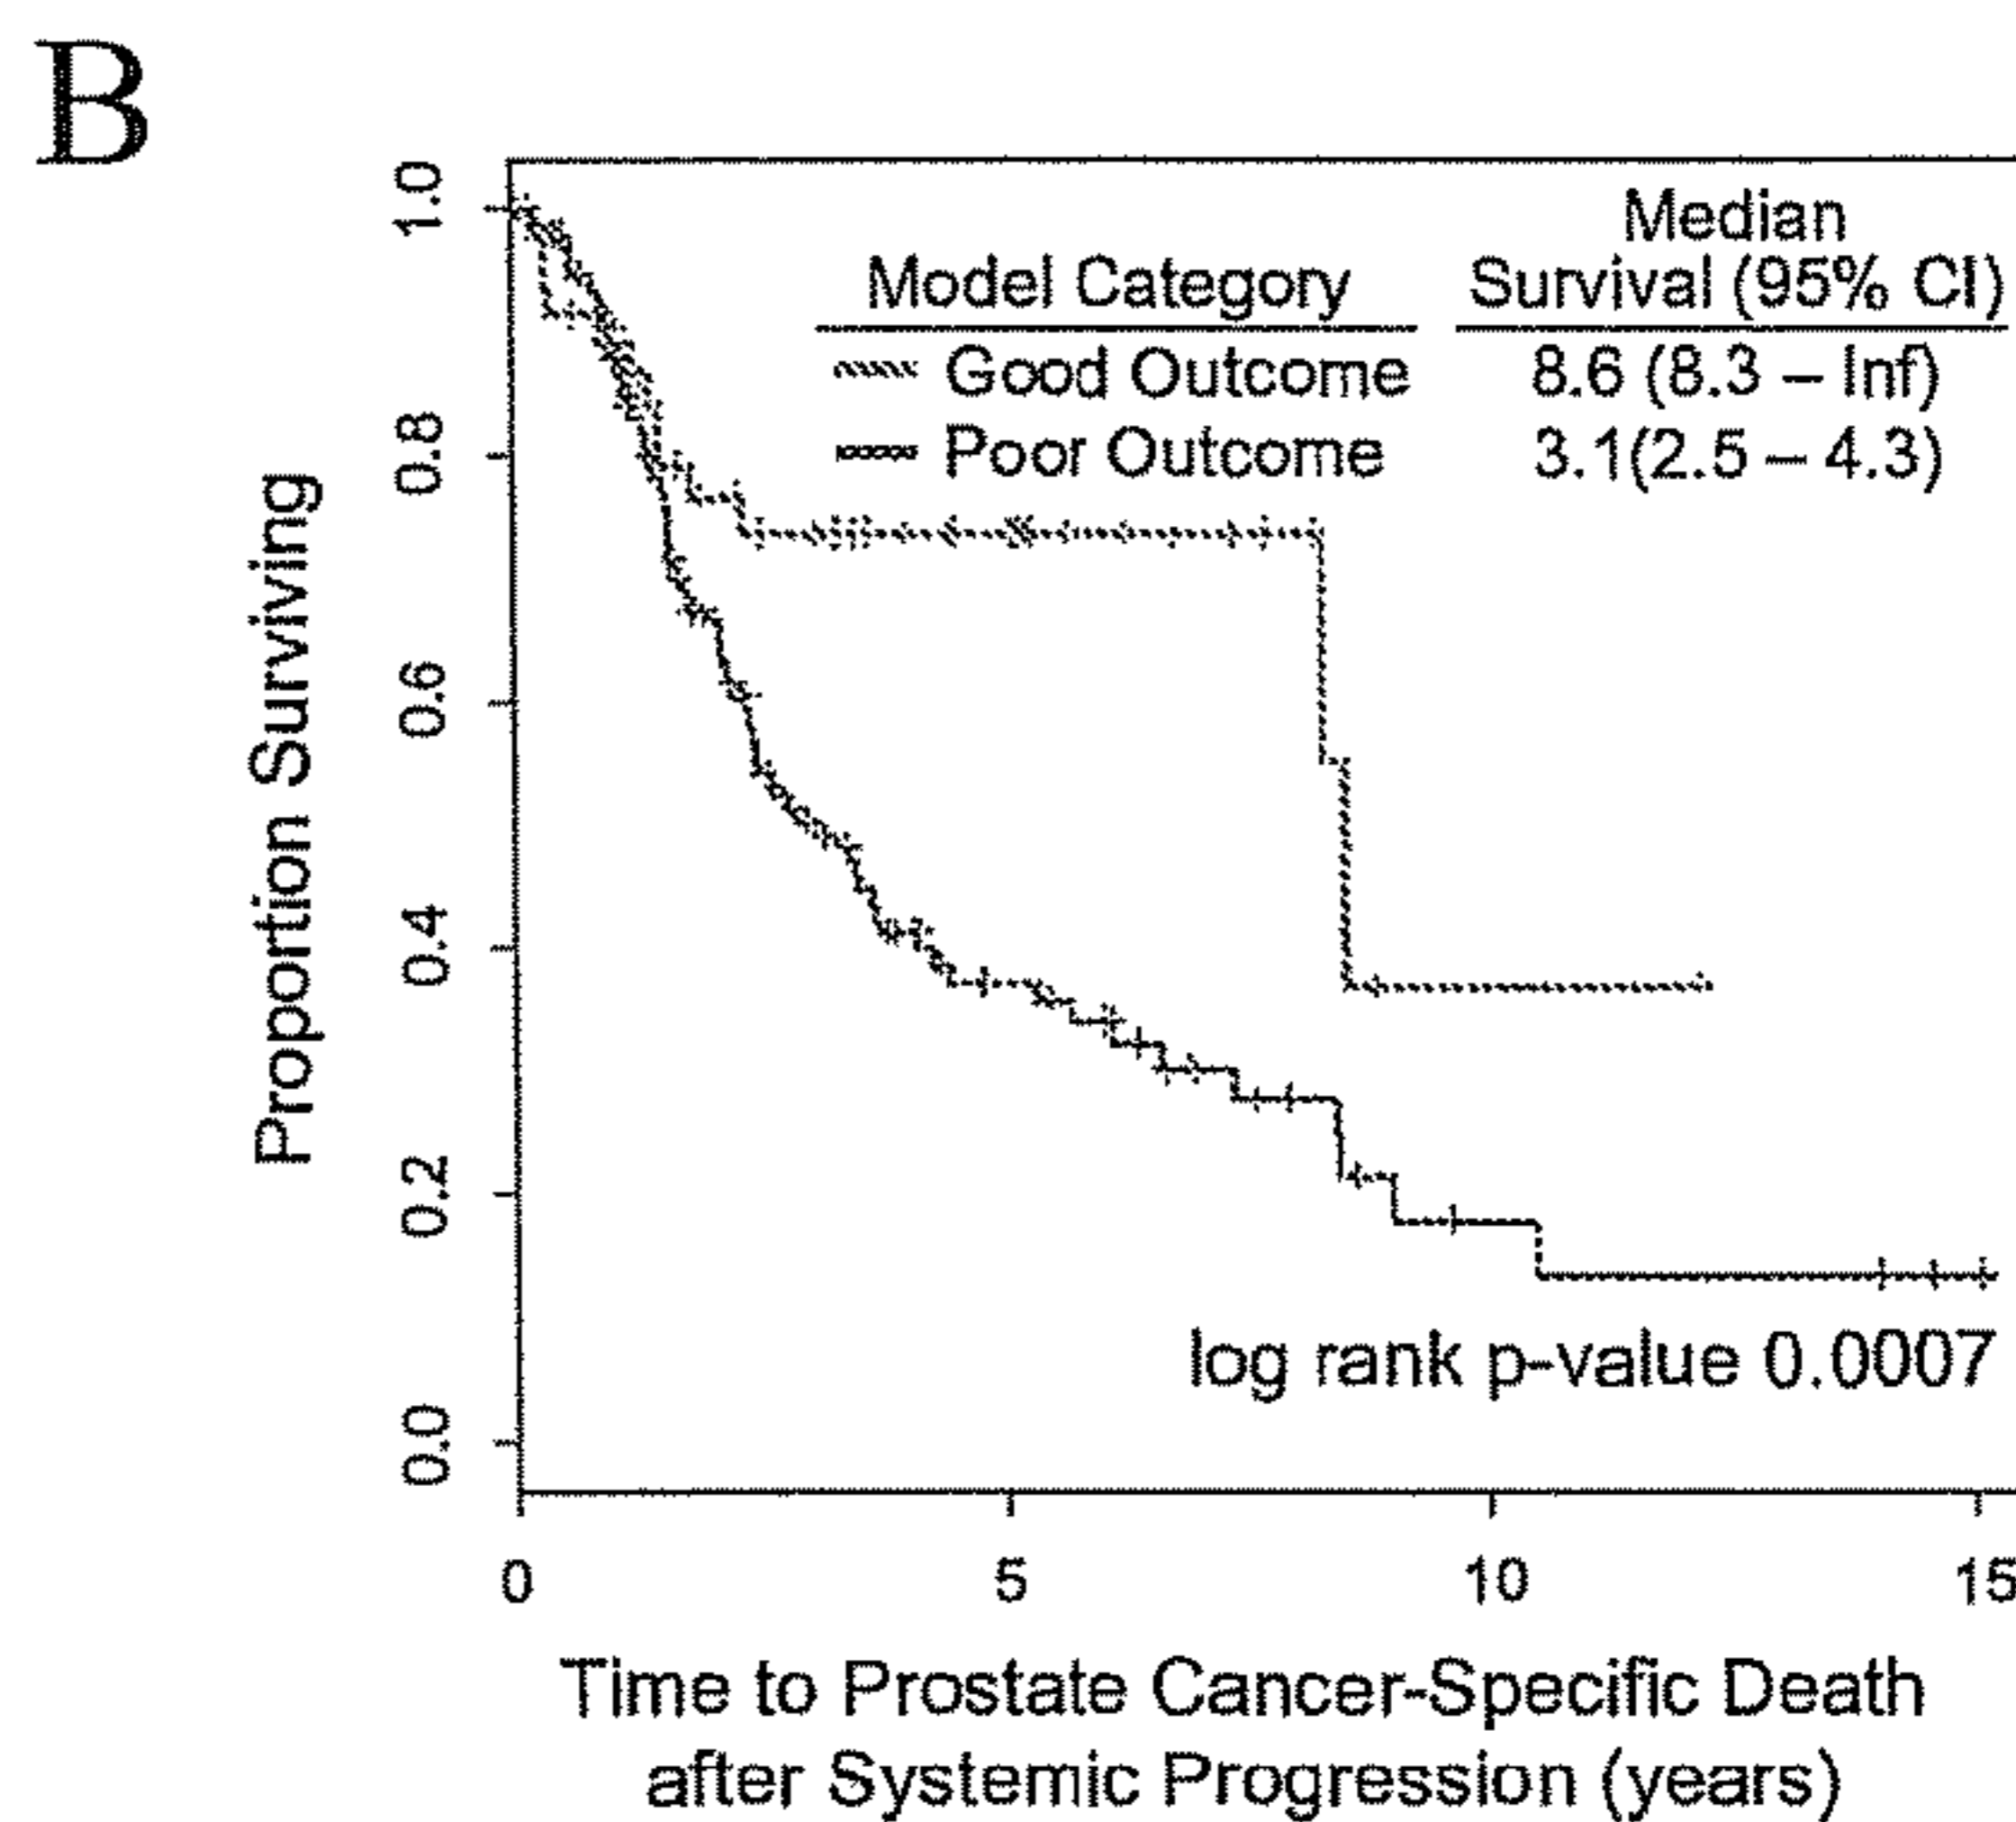 B
Median
Model Category Survival (95% CI)
Good Outcome 8.6 (8.3 – Inf)
Poor Outcome 3.1(2.5 – 4.3)
log rank p-value 0.0007
Proportion Surviving
1.0
0.8
0.6
0.4
0.2
0.0
0 5 10 15
Time to Prostate Cancer-Specific Death
after Systemic Progression (years)